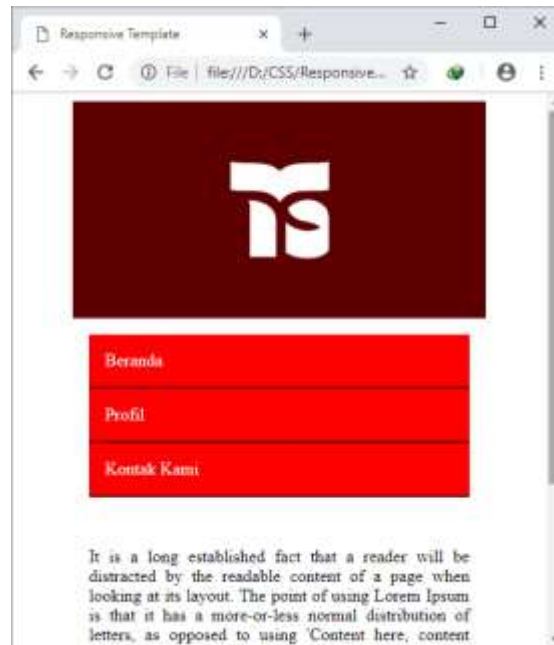 Responsive Template
File | file:///D:/CSS/Responsive...
Beranda
Profil
Kontak Kami
It is a long established fact that a reader will be
distracted by the readable content of a page when
looking at its layout. The point of using Lorem Ipsum
is that it has a more-or-less normal distribution of
letters, as opposed to using 'Content here, content